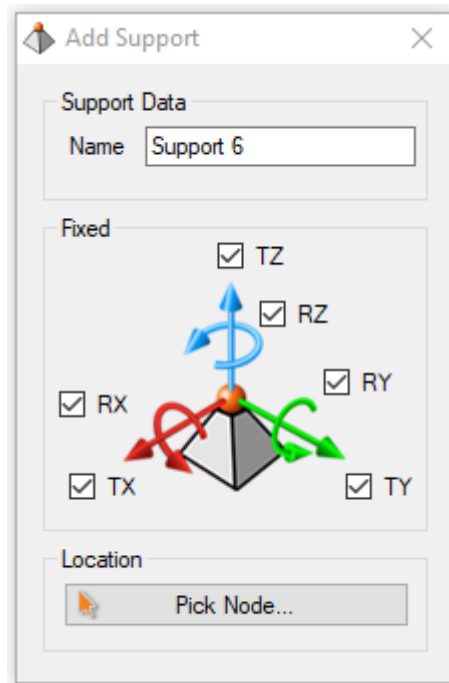 Add Support
Support Data
Name Support 6
Fixed
TZ
RZ
RY
RX
TX
TY
Location
Pick Node...